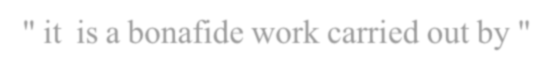 " it  is a bonafide work carried out by "